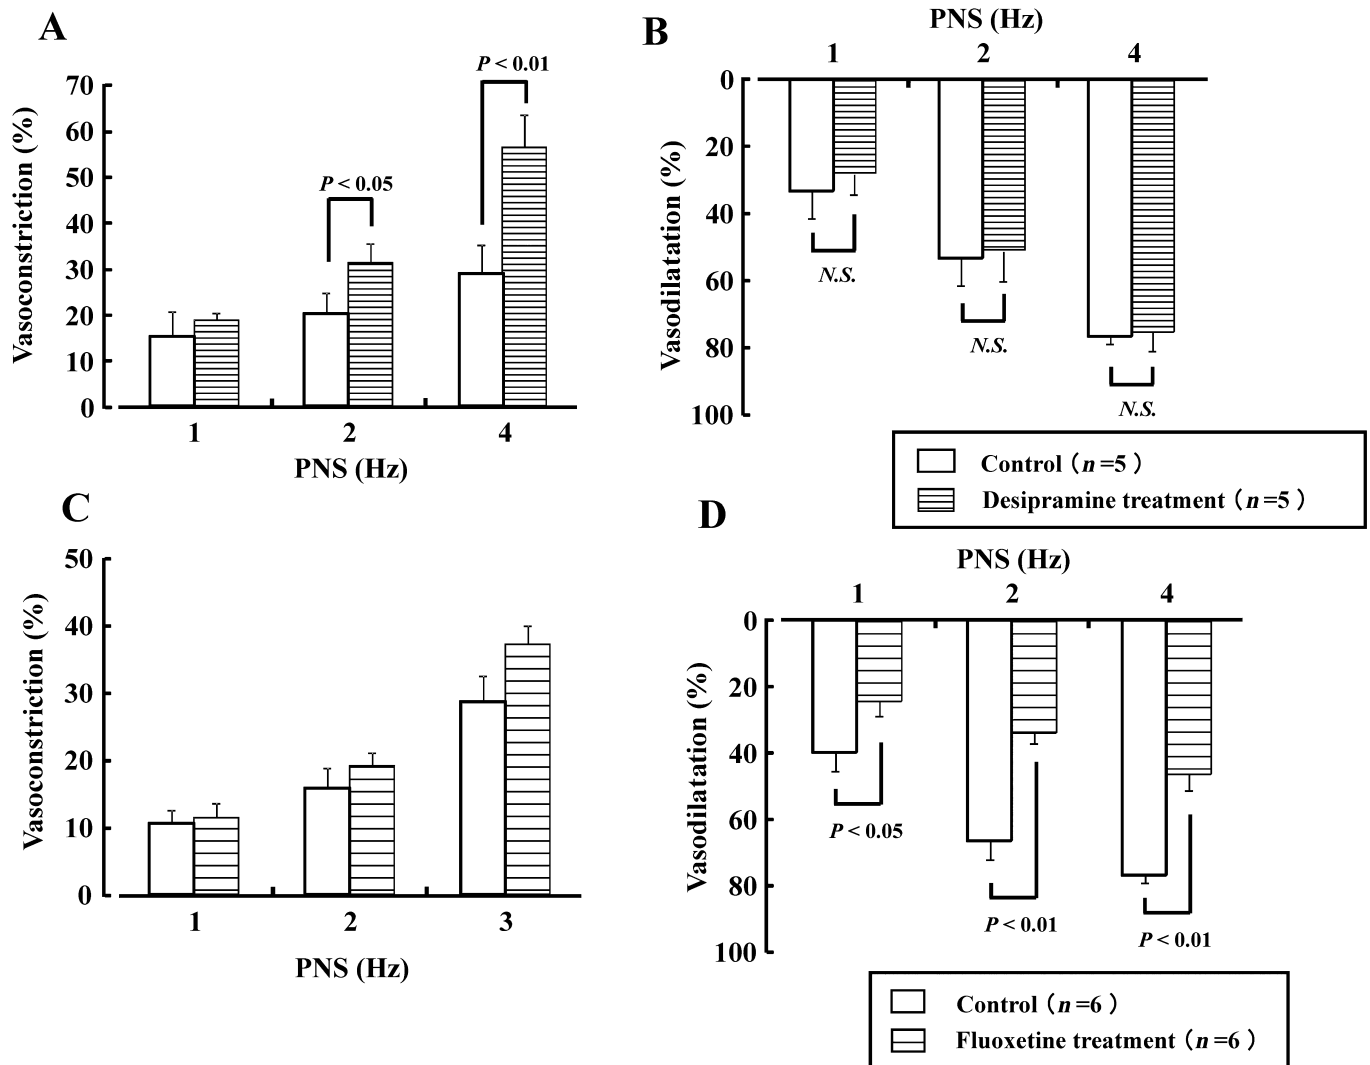 A
P < 0.01
P < 0.05
Vasoconstriction (%)
70
60
50
40
30
20
10
0
1 2 4
PNS (Hz)
B
PNS (Hz)
1 2 4
Vasodilatation (%)
0
20
40
60
80
100
N.S.
N.S.
N.S.
Control (n=5)
Desipramine treatment (n=5)
C
Vasoconstriction (%)
50
40
30
20
10
0
1 2 3
PNS (Hz)
D
PNS (Hz)
1 2 4
Vasodilatation (%)
0
20
40
60
80
100
P < 0.05
P < 0.01
P < 0.01
Control (n=6)
Fluoxetine treatment (n=6)